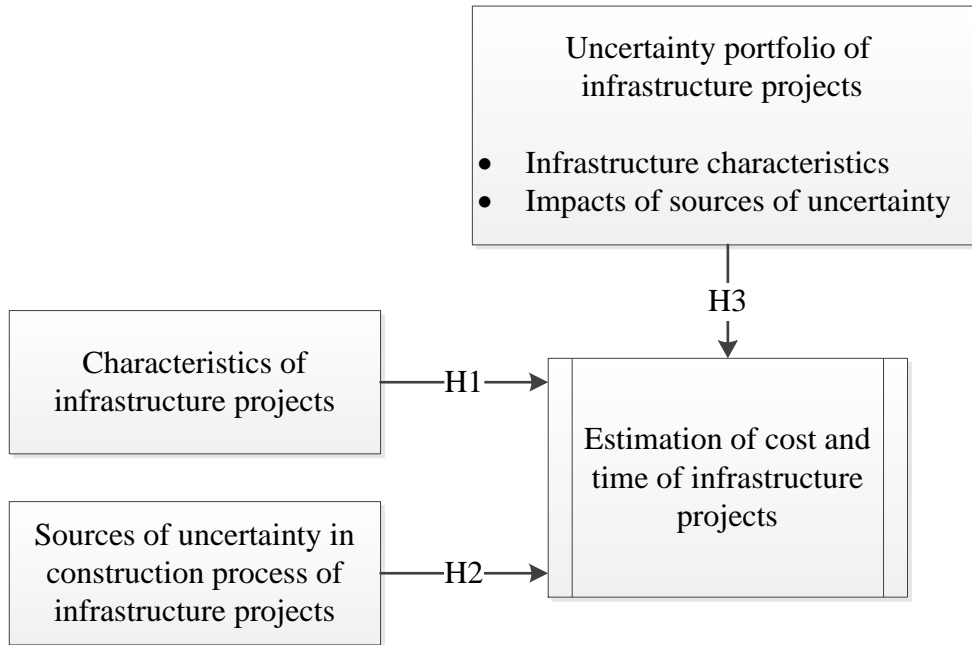 Uncertainty portfolio of
infrastructure projects
• Infrastructure characteristics
• Impacts of sources of uncertainty
H3
Characteristics of
infrastructure projects
H1
Estimation of cost and
time of infrastructure
projects
Sources of uncertainty in
construction process of
infrastructure projects
H2